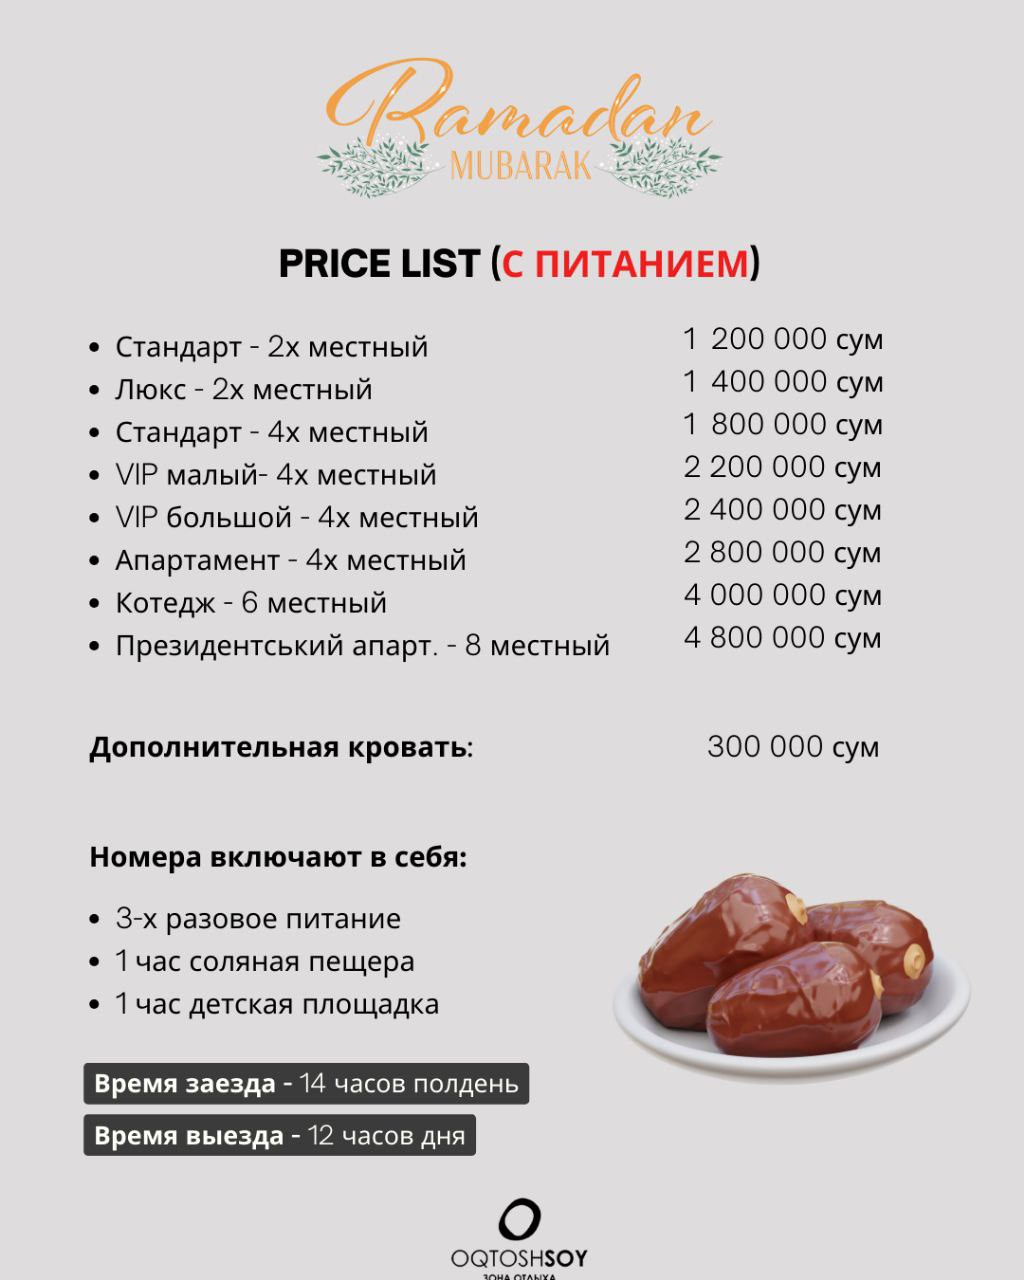 Ramadan
MUBARAK
PRICE LIST (С ПИТАНИЕМ)
• Стандарт - 2х местный 1 200 000 сум
• Люкс - 2х местный 1 400 000 сум
• Стандарт - 4х местный 1 800 000 сум
• VIP малый- 4х местный 2 200 000 сум
• VIP большой - 4х местный 2 400 000 сум
• Апартамент - 4х местный 2 800 000 сум
• Котедж - 6 местный 4 000 000 сум
• Президентський апарт. - 8 местный 4 800 000 сум
Дополнительная кровать: 300 000 сум
Номера включают в себя:
• 3-х разовое питание
• 1 час соляная пещера
• 1 час детская площадка
Время заезда - 14 часов полдень
Время выезда - 12 часов дня
OQTOSHSOY
ЗОНА ОТДЫХА